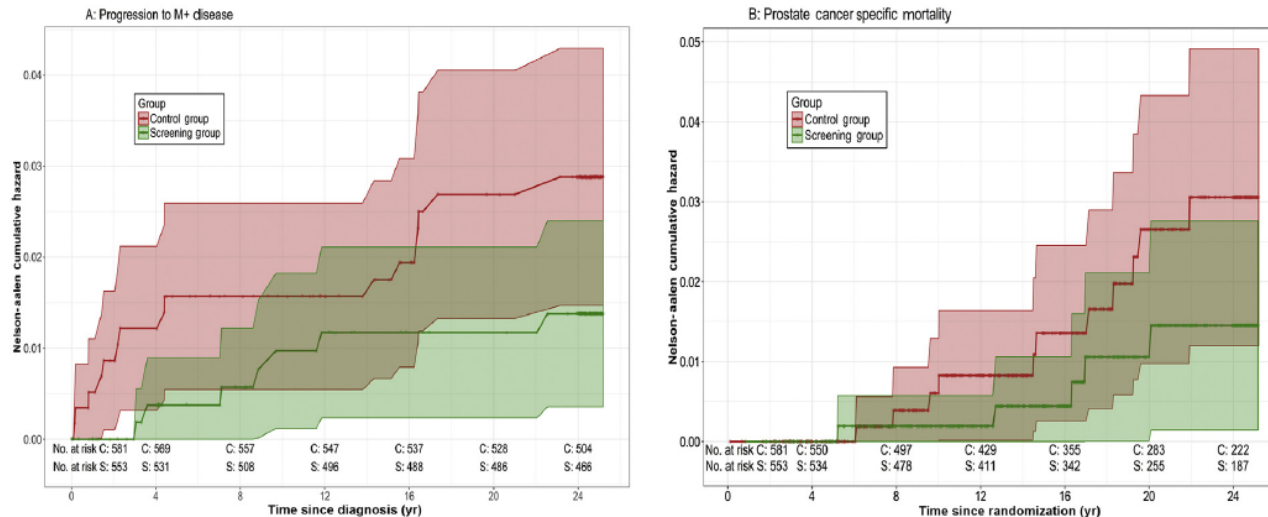 A: Progression to M+ disease
Nelson-aalen cumulative hazard
0.04
0.03
0.02
0.01
0.00
Group
Control group
Screening group
No. at risk C: 581 C: 569 C: 557 C: 547 C: 537 C: 528 C: 504
No. at risk S: 553 S: 531 S: 508 S: 496 S: 488 S: 486 S: 466
0 4 8 12 16 20 24
Time since diagnosis (yr)
B: Prostate cancer specific mortality
Nelson-aalen cumulative hazard
0.05
0.04
0.03
0.02
0.01
0.00
Group
Control group
Screening group
No. at risk C: 581 C: 550 C: 497 C: 429 C: 355 C: 283 C: 222
No. at risk S: 553 S: 534 S: 478 S: 411 S: 342 S: 255 S: 187
0 4 8 12 16 20 24
Time since randomization (yr)